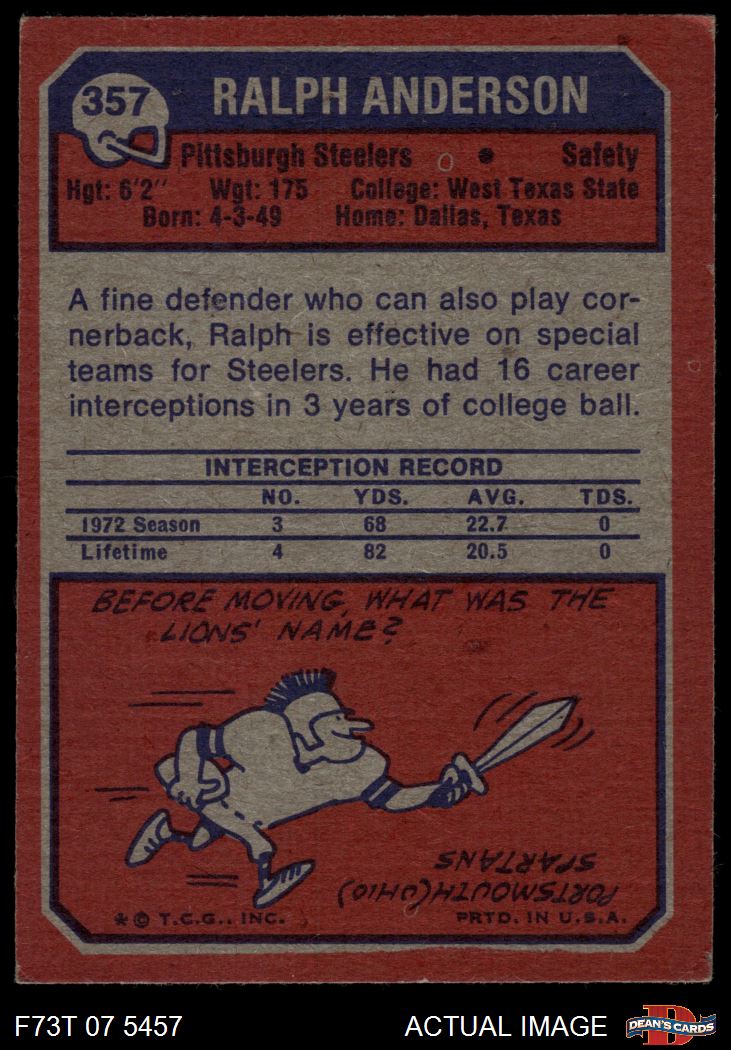 357
RALPH ANDERSON
Pittsburgh Steelers • Safety
Hgt: 6'2" Wgt: 175 College: West Texas State
Born: 4-3-49 Home: Dallas, Texas
A fine defender who can also play cor-
nerback, Ralph is effective on special
teams for Steelers. He had 16 career
interceptions in 3 years of college ball.
INTERCEPTION RECORD
NO. YDS. AVG. TDS.
1972 Season 3 68 22.7 0
Lifetime 4 82 20.5 0
BEFORE MOVING, WHAT WAS THE
LIONS' NAME?
PORTSMOUTH (OHIO)
SPARTANS
* © T.C.G., INC. PRTD. IN U.S.A.
F73T 07 5457 ACTUAL IMAGE D DEAN'S CARDS